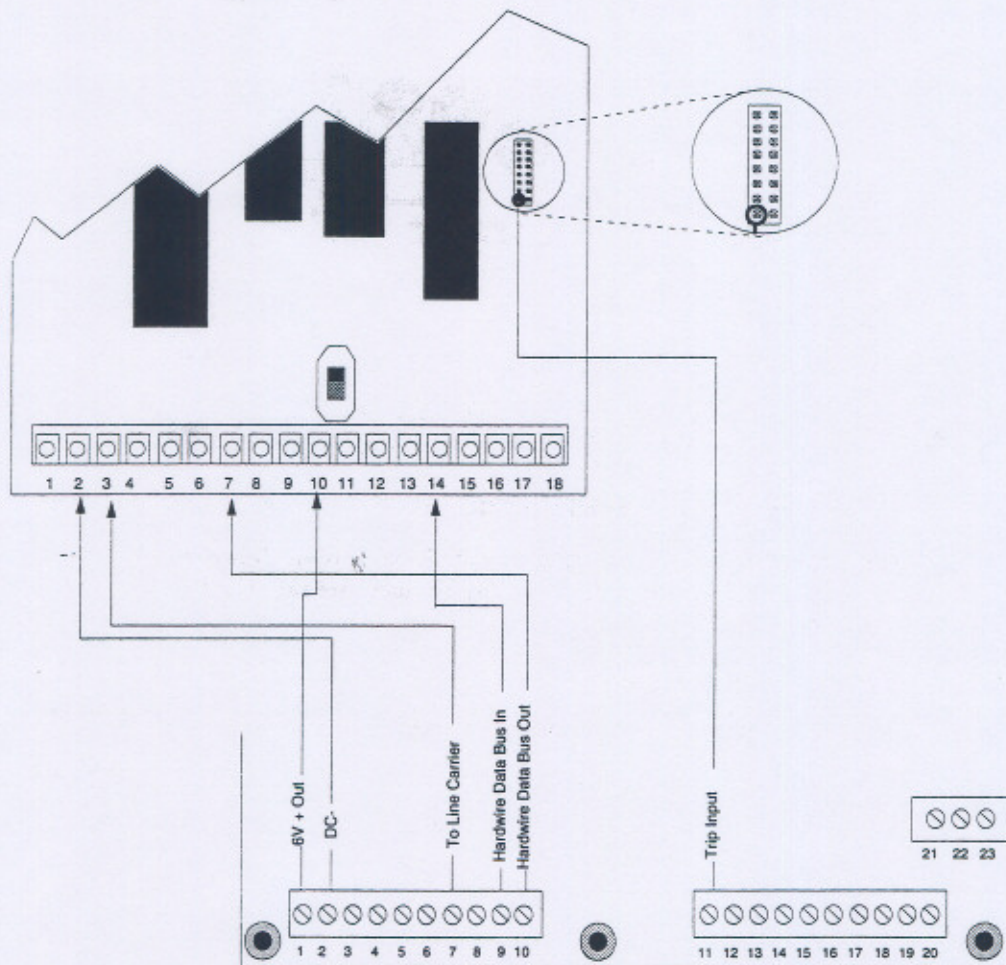 1 2 3 4 5 6 7 8 9 10 11 12 13 14 15 16 17 18
6V + Out
DC-
To Line Carrier
Hardwire Data Bus In
Hardwire Data Bus Out
Trip Input
21 22 23
1 2 3 4 5 6 7 8 9 10
11 12 13 14 15 16 17 18 19 20